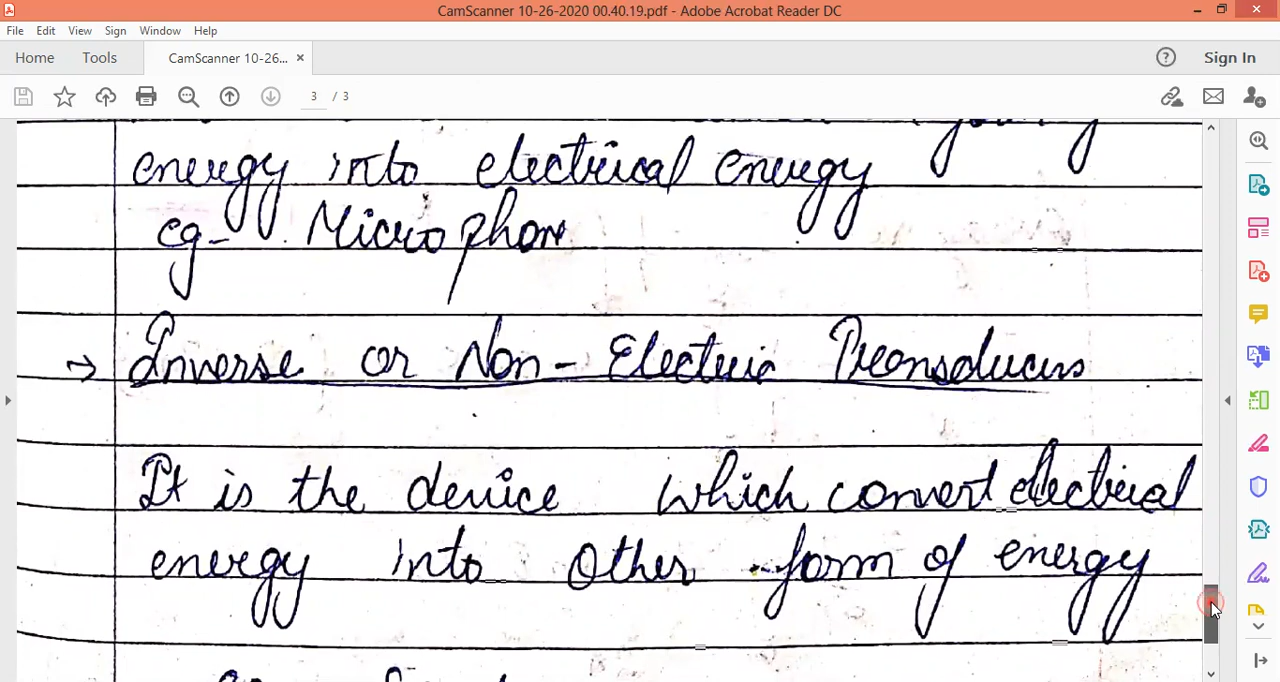 CamScanner 10-26-2020 00.40.19.pdf - Adobe Acrobat Reader DC
File Edit View Sign Window Help
Home Tools CamScanner 10-26... × Sign In
3 / 3
energy into electrical energy
eg- Microphone
→ Inverse or Non-Electric Transducers
It is the device which convert electrical
energy into other form of energy